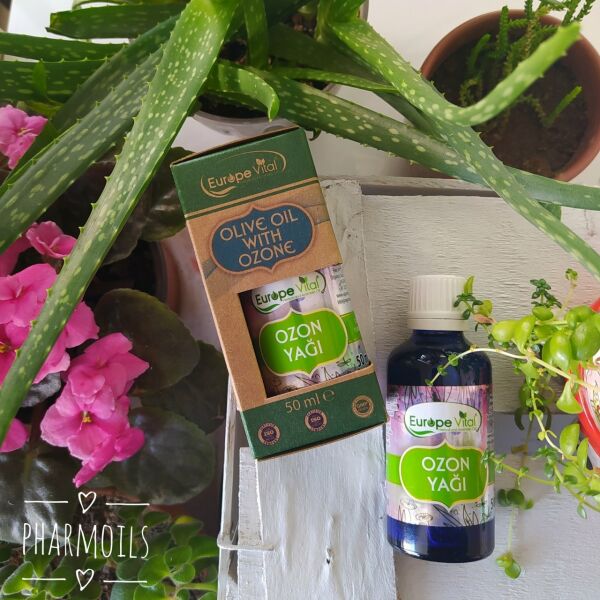 Europe Vital
OLIVE OIL
WITH
OZONE
Europe Vital
OZON
YAĞI
50 ml e
Europe Vital
OZON
YAĞI
PHARMOILS